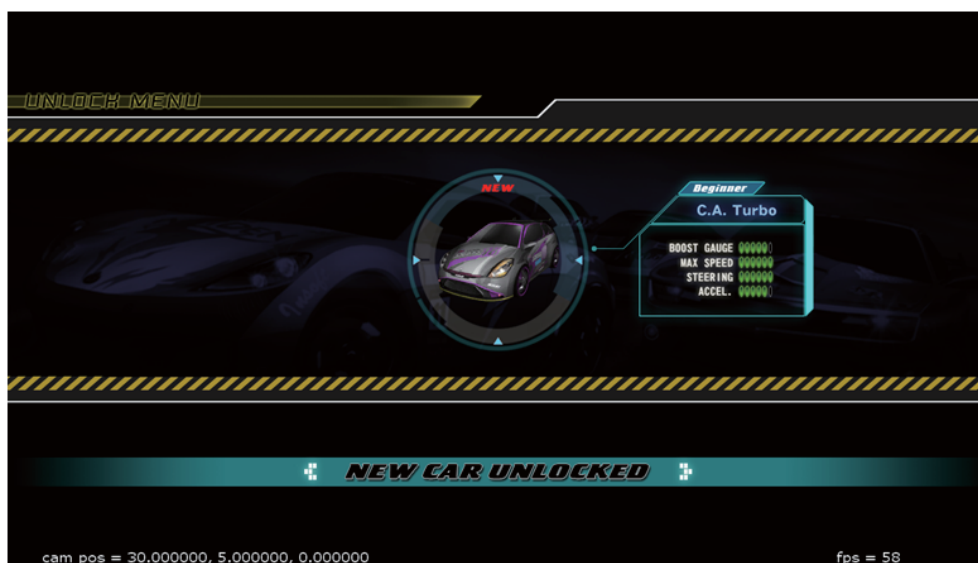 UNLOCK MENU
NEW
Beginner
C.A. Turbo
BOOST GAUGE
MAX SPEED
STEERING
ACCEL.
NEW CAR UNLOCKED
cam pos = 30.000000, 5.000000, 0.000000
fps = 58